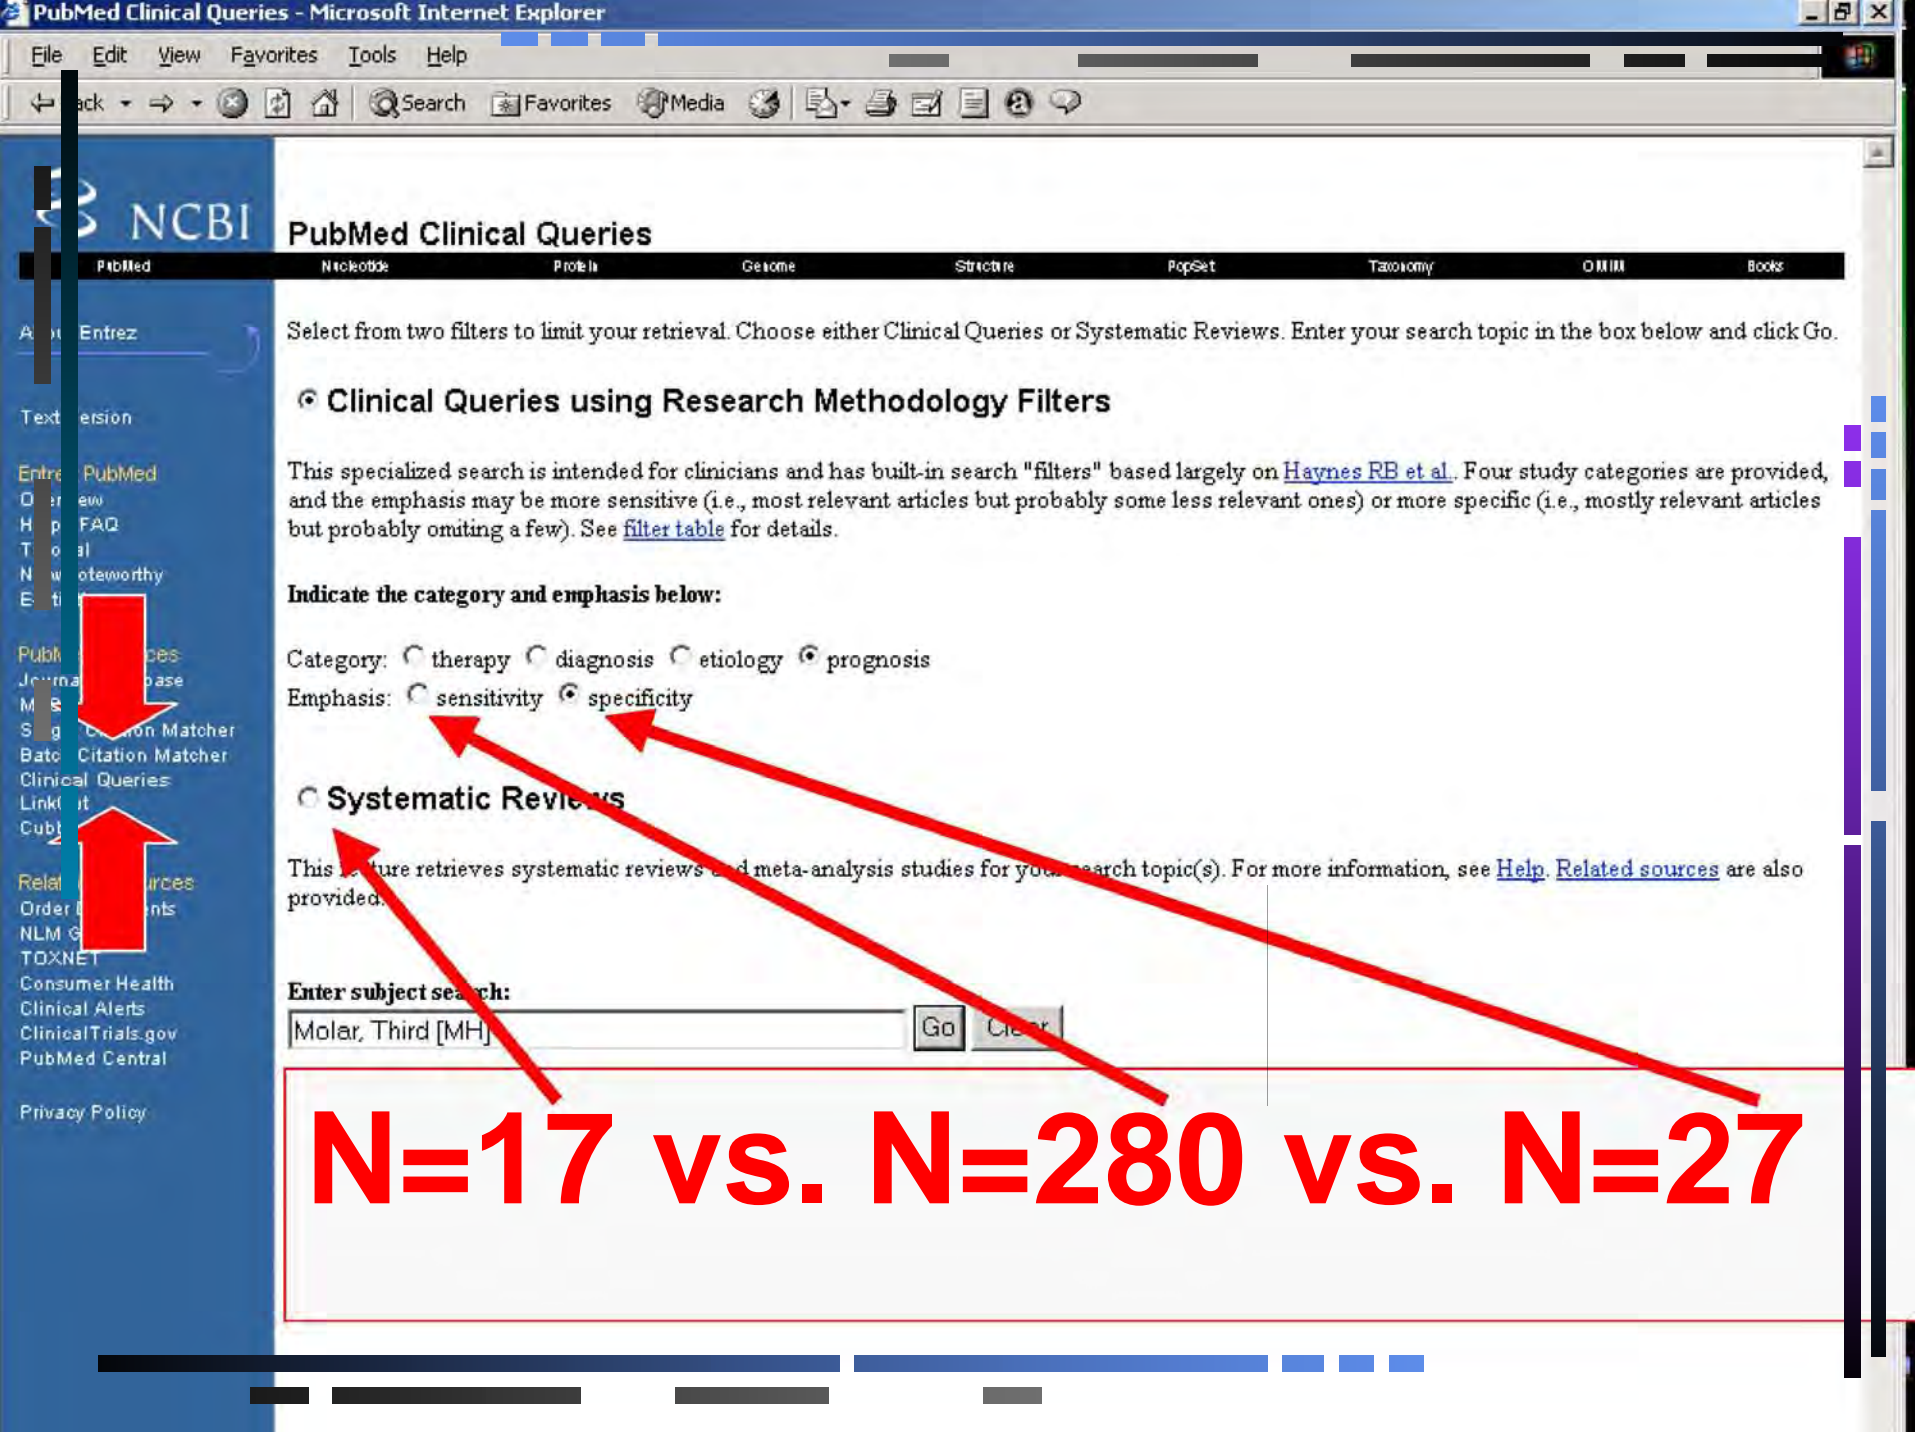 PubMed Clinical Queries - Microsoft Internet Explorer
File Edit View Favorites Tools Help
Search Favorites Media
NCBI
PubMed Clinical Queries
PubMed Nucleotide Protein Genome Structure PopSet Taxonomy OMIM Books
Entrez
Select from two filters to limit your retrieval. Choose either Clinical Queries or Systematic Reviews. Enter your search topic in the box below and click Go.
Clinical Queries using Research Methodology Filters
Text
PubMed
This specialized search is intended for clinicians and has built-in search "filters" based largely on Haynes RB et al.. Four study categories are provided,
and the emphasis may be more sensitive (i.e., most relevant articles but probably some less relevant ones) or more specific (i.e., mostly relevant articles
but probably omiting a few). See filter table for details.
FAQ
Indicate the category and emphasis below:
Category: therapy diagnosis etiology prognosis
Emphasis: sensitivity specificity
Matcher
Citation Matcher
Clinical Queries
Systematic Reviews
This feature retrieves systematic reviews and meta-analysis studies for your search topic(s). For more information, see Help. Related sources are also
provided.
Order
NLM
TOXNET
Consumer Health
Clinical Alerts
ClinicalTrials.gov
PubMed Central
Privacy Policy
Enter subject search:
Molar, Third [MH]
Go Clear
N=17 vs. N=280 vs. N=27